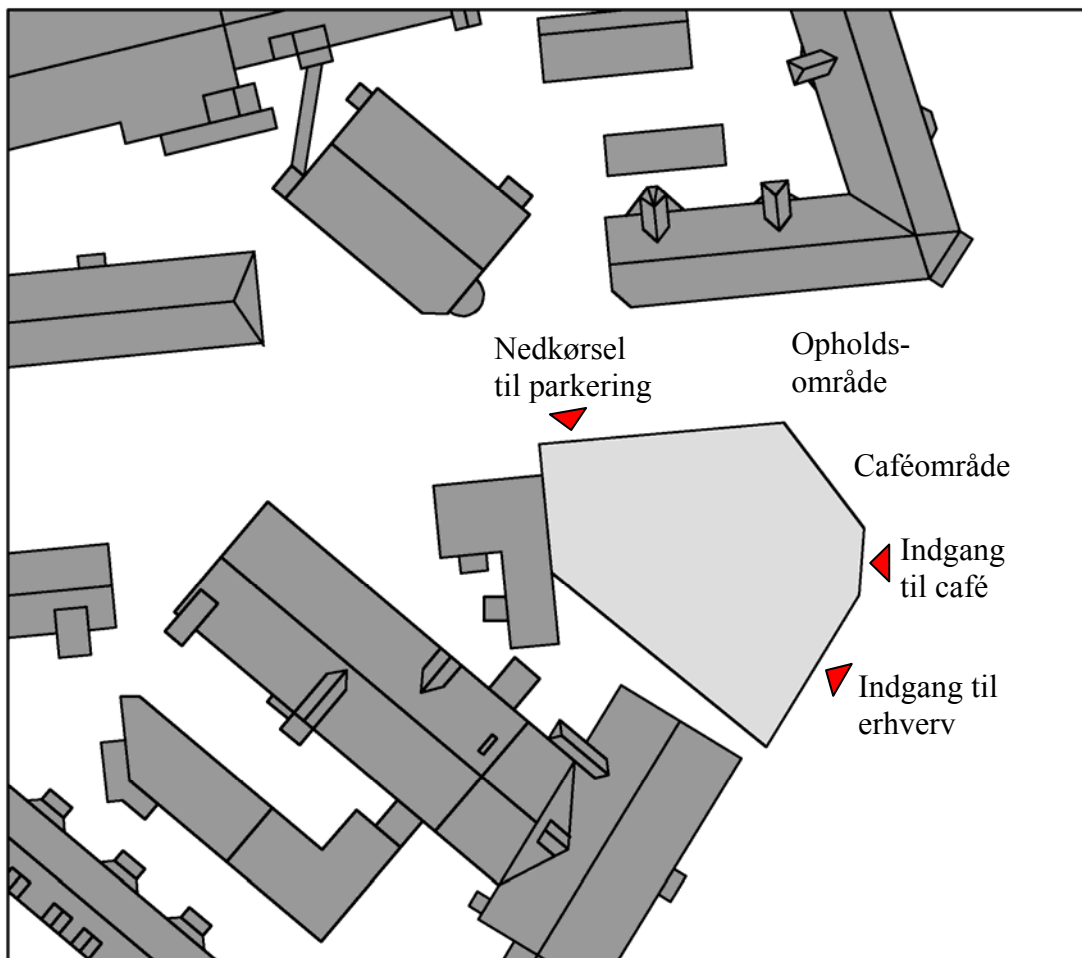 Nedkørsel
til parkering
Opholds-
område
Caféområde
Indgang
til café
Indgang til
erhverv